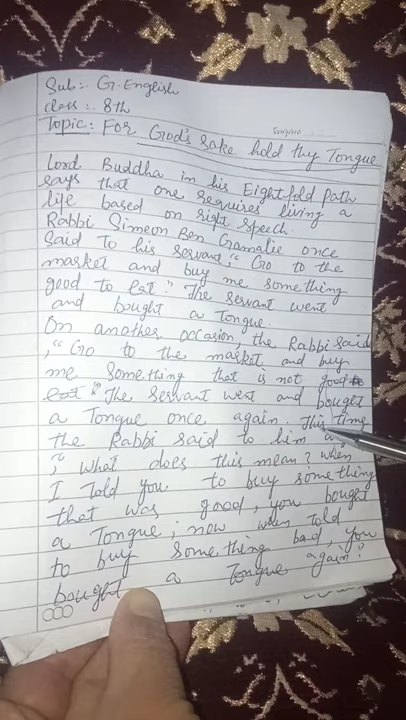 Sub:- G. English
class :. 8th
Topic: For God's Sake hold thy Tongue
Lord Buddha in his Eightfold Path
says that one requires living a
life based on right speech.
Rabbi Simeon Ben Gamalie once
Said To his servant, "Go to the
market and buy me something
good to Eat". The servant went
and bought a Tongue.
On another occasion, the Rabbi said
, "Go to the market and buy
me something that is not good to
eat". The servant went and bought
a Tongue once again. This time
the Rabbi said to him
, "What does this mean? when
I Told you to buy something
that was good, you bought
a Tongue; now when told
to buy something bad, you
bought a Tongue again?